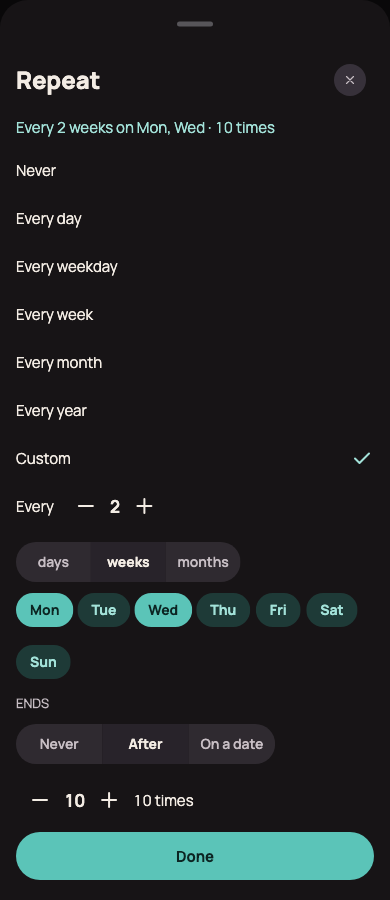 Repeat
Every 2 weeks on Mon, Wed · 10 times
Never
Every day
Every weekday
Every week
Every month
Every year
Custom
Every 2
days weeks months
Mon Tue Wed Thu Fri Sat
Sun
ENDS
Never After On a date
10 10 times
Done